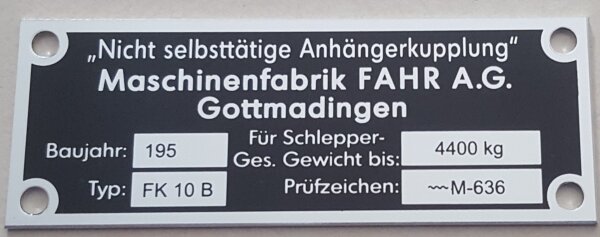 „Nicht selbsttätige Anhängerkupplung“
Maschinenfabrik FAHR A.G.
Gottmadingen
Baujahr: 195
Für Schlepper-
Ges. Gewicht bis: 4400 kg
Typ: FK 10 B
Prüfzeichen: ~~M-636